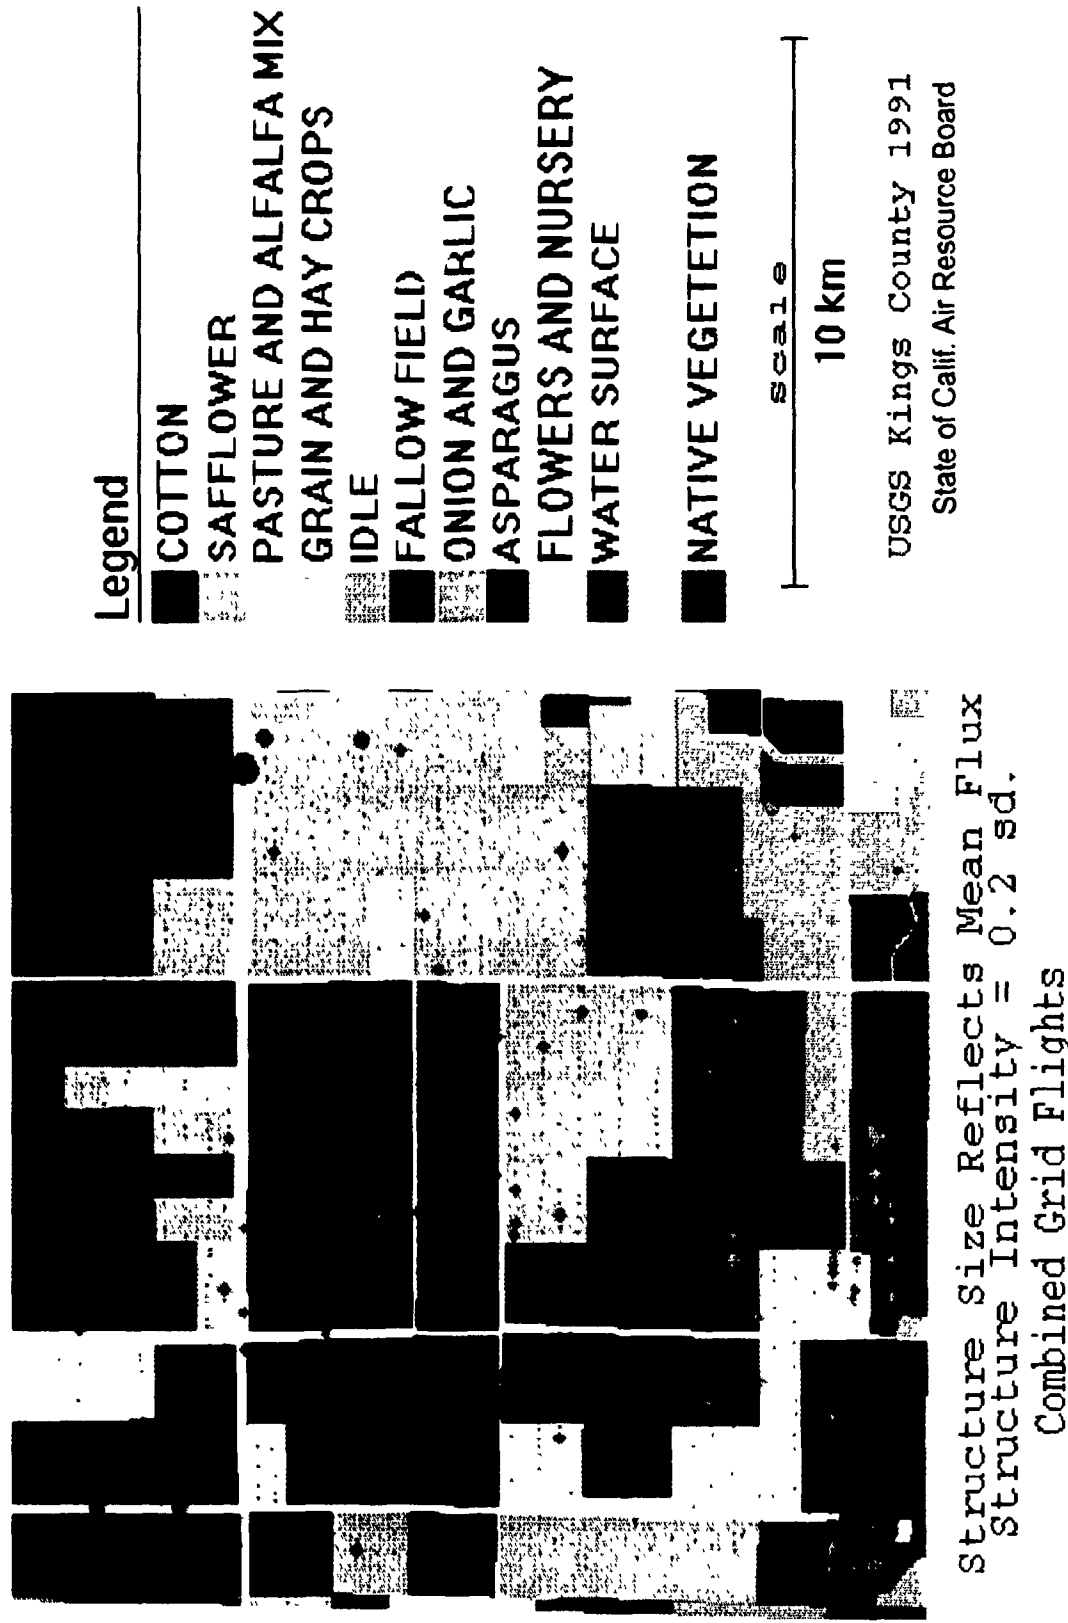 Legend
COTTON
SAFFLOWER
PASTURE AND ALFALFA MIX
GRAIN AND HAY CROPS
IDLE
FALLOW FIELD
ONION AND GARLIC
ASPARAGUS
FLOWERS AND NURSERY
WATER SURFACE
NATIVE VEGETETION
Scale
10 km
USGS Kings County 1991
State of Calif. Air Resource Board
Structure Size Reflects Mean Flux
Structure Intensity = 0.2 sd.
Combined Grid Flights